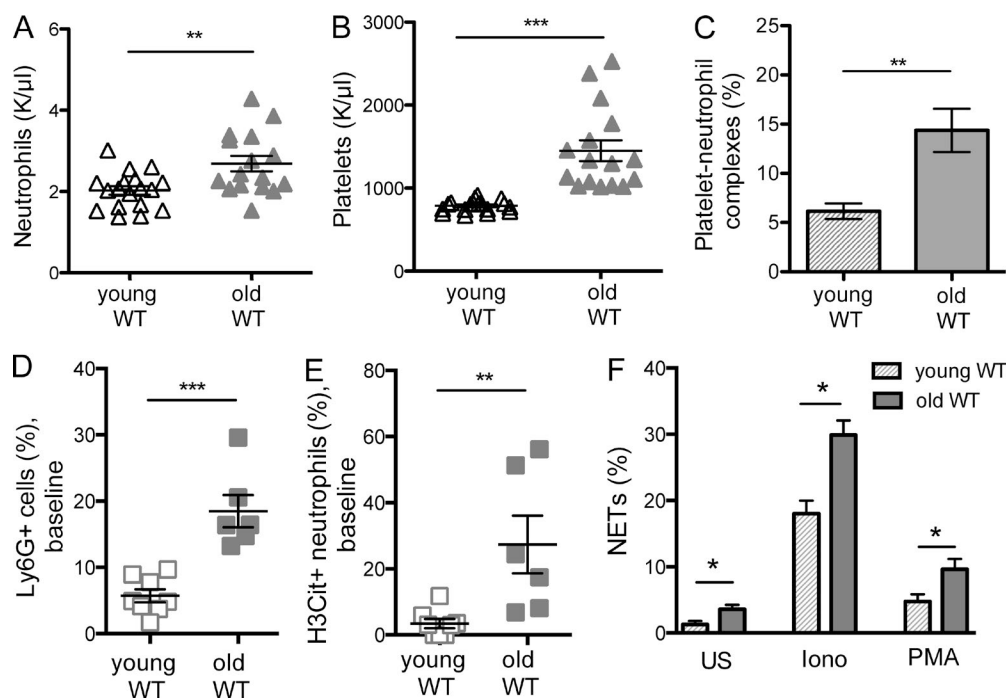 A
Neutrophils (K/µl)
6
4
2
0
**
young
WT
old
WT
B
Platelets (K/µl)
3000
2000
1000
0
***
young
WT
old
WT
C
Platelet-neutrophil
complexes (%)
25
20
15
10
5
0
**
young
WT
old
WT
D
Ly6G+ cells (%),
baseline
40
30
20
10
0
***
young
WT
old
WT
E
H3Cit+ neutrophils (%),
baseline
80
60
40
20
0
**
young
WT
old
WT
F
NETs (%)
40
30
20
10
0
young WT
old WT
*
*
*
US
Iono
PMA